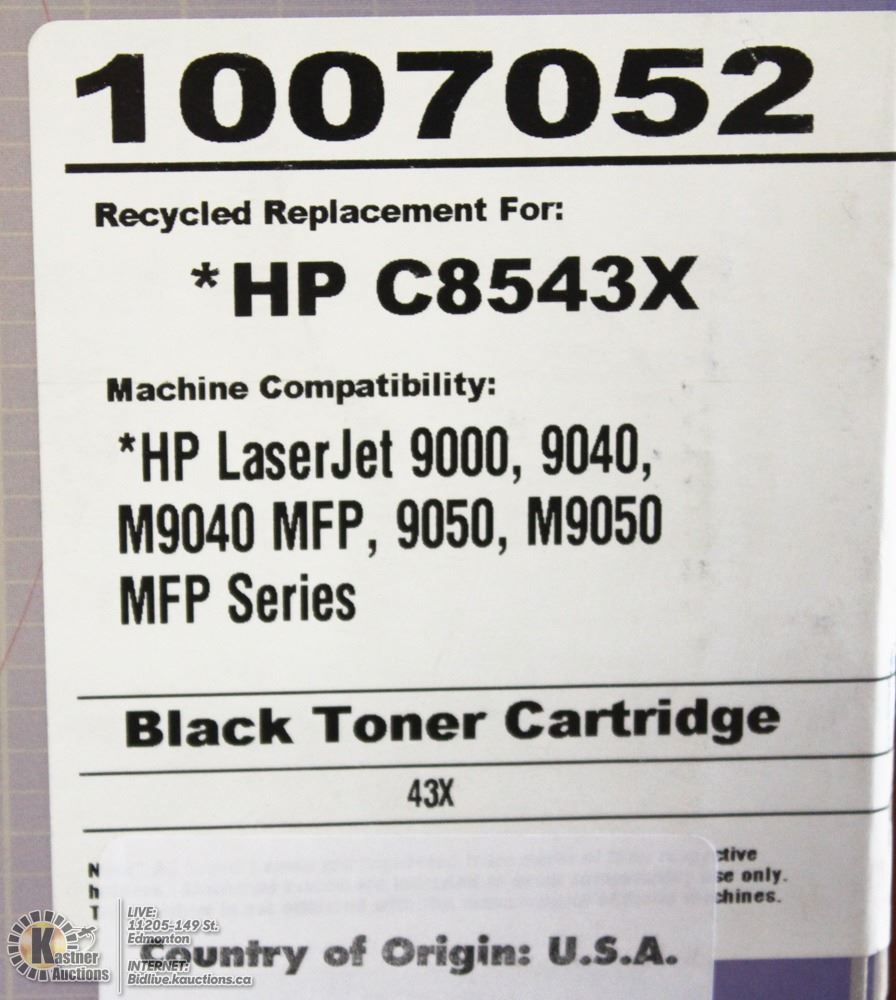 1007052
Recycled Replacement For:
*HP C8543X
Machine Compatibility:
*HP LaserJet 9000, 9040,
M9040 MFP, 9050, M9050
MFP Series
Black Toner Cartridge
43X
only.
Country of Origin: U.S.A.
Kastner
Auctions
LIVE:
11205-149 St.
Edmonton
INTERNET:
Bidlive.kauctions.ca